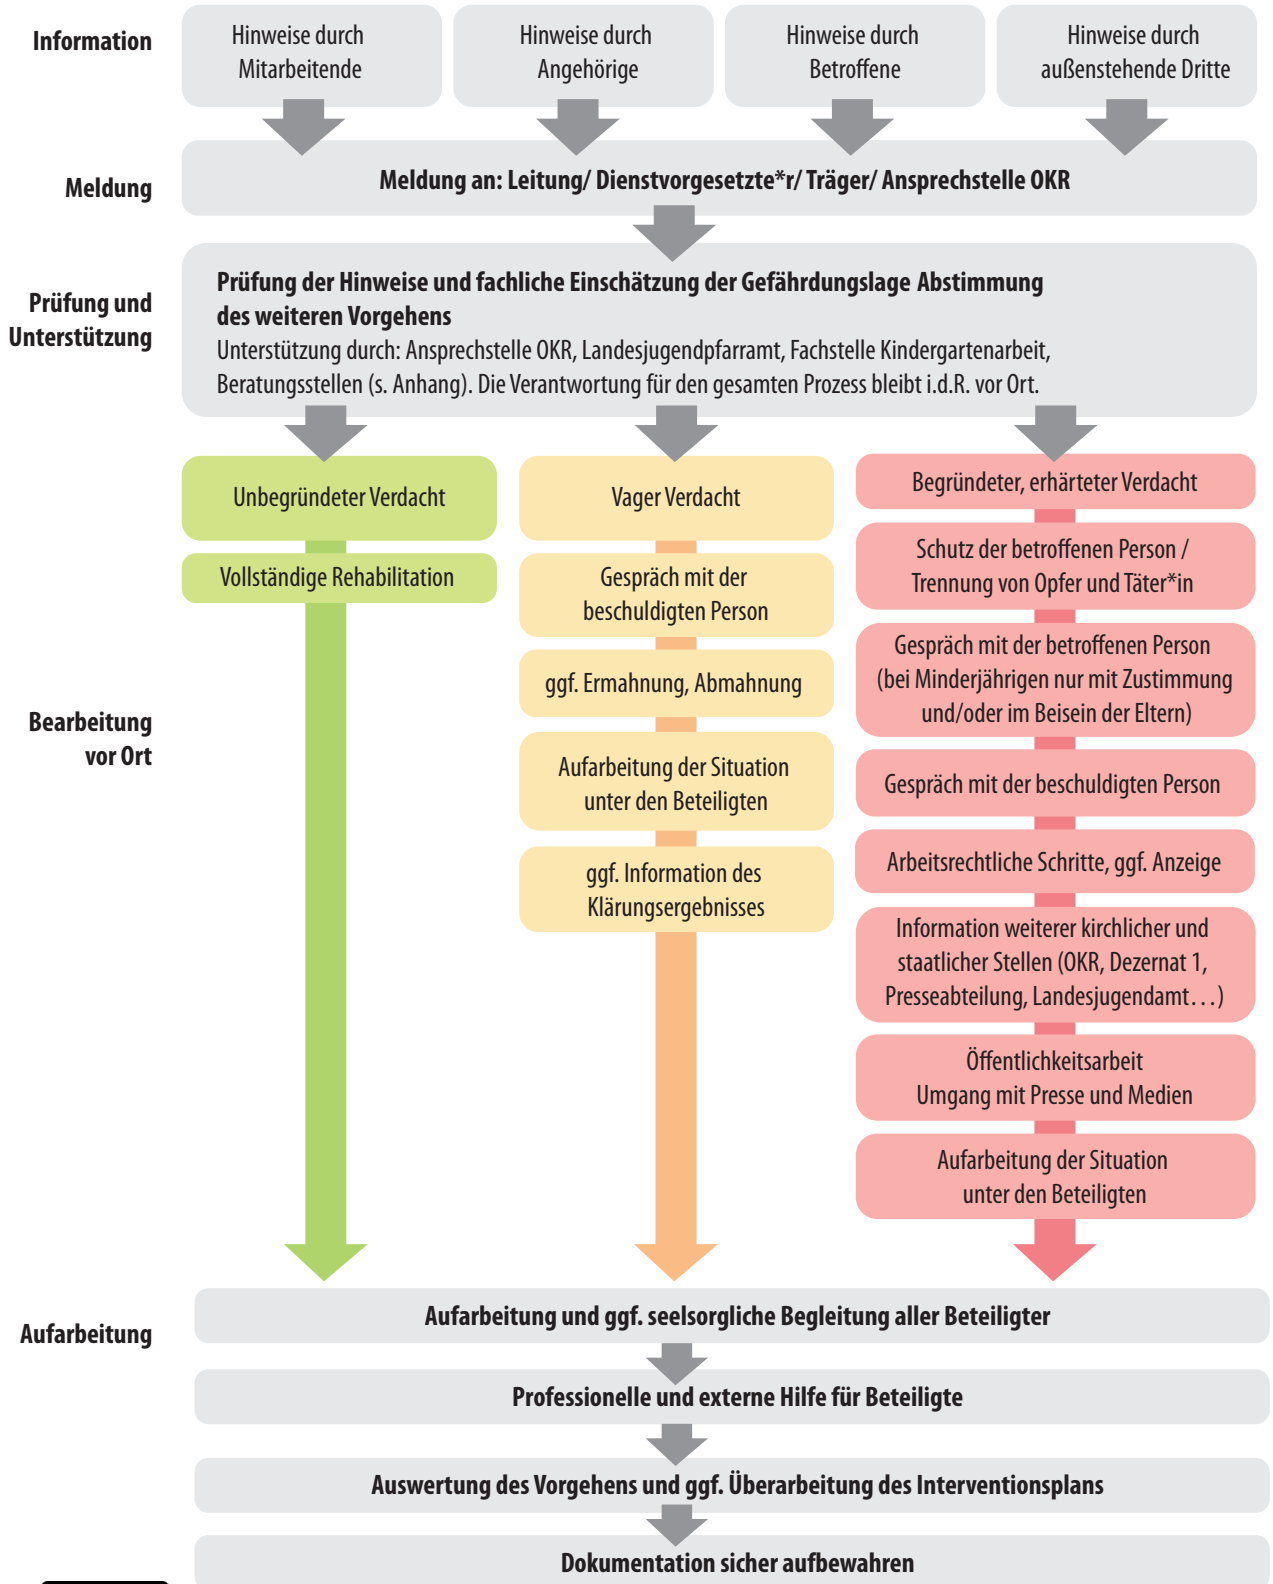 Information
Hinweise durch
Mitarbeitende
Hinweise durch
Angehörige
Hinweise durch
Betroffene
Hinweise durch
außenstehende Dritte
Meldung
Meldung an: Leitung/ Dienstvorgesetzte*r/ Träger/ Ansprechstelle OKR
Prüfung und
Unterstützung
Prüfung der Hinweise und fachliche Einschätzung der Gefährdungslage Abstimmung
des weiteren Vorgehens
Unterstützung durch: Ansprechstelle OKR, Landesjugendpfarramt, Fachstelle Kindergartenarbeit,
Beratungsstellen (s. Anhang). Die Verantwortung für den gesamten Prozess bleibt i.d.R. vor Ort.
Bearbeitung
vor Ort
Unbegründeter Verdacht
Vollständige Rehabilitation
Vager Verdacht
Gespräch mit der
beschuldigten Person
ggf. Ermahnung, Abmahnung
Aufarbeitung der Situation
unter den Beteiligten
ggf. Information des
Klärungsergebnisses
Begründeter, erhärteter Verdacht
Schutz der betroffenen Person /
Trennung von Opfer und Täter*in
Gespräch mit der betroffenen Person
(bei Minderjährigen nur mit Zustimmung
und/oder im Beisein der Eltern)
Gespräch mit der beschuldigten Person
Arbeitsrechtliche Schritte, ggf. Anzeige
Information weiterer kirchlicher und
staatlicher Stellen (OKR, Dezernat 1,
Presseabteilung, Landesjugendamt…)
Öffentlichkeitsarbeit
Umgang mit Presse und Medien
Aufarbeitung der Situation
unter den Beteiligten
Aufarbeitung
Aufarbeitung und ggf. seelsorgliche Begleitung aller Beteiligter
Professionelle und externe Hilfe für Beteiligte
Auswertung des Vorgehens und ggf. Überarbeitung des Interventionsplans
Dokumentation sicher aufbewahren